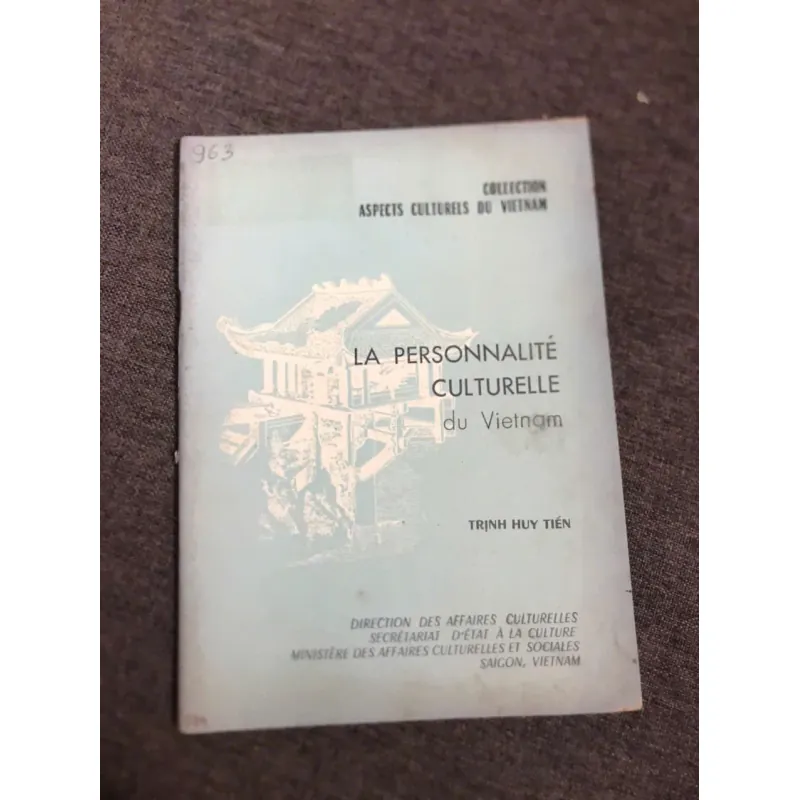 963
COLLECTION
ASPECTS CULTURELS DU VIETNAM
LA PERSONNALITÉ
CULTURELLE
du Vietnam
TRỊNH HUY TIẾN
DIRECTION DES AFFAIRES CULTURELLES
SECRÉTARIAT D'ÉTAT À LA CULTURE
MINISTÈRE DES AFFAIRES CULTURELLES ET SOCIALES
SAIGON, VIETNAM